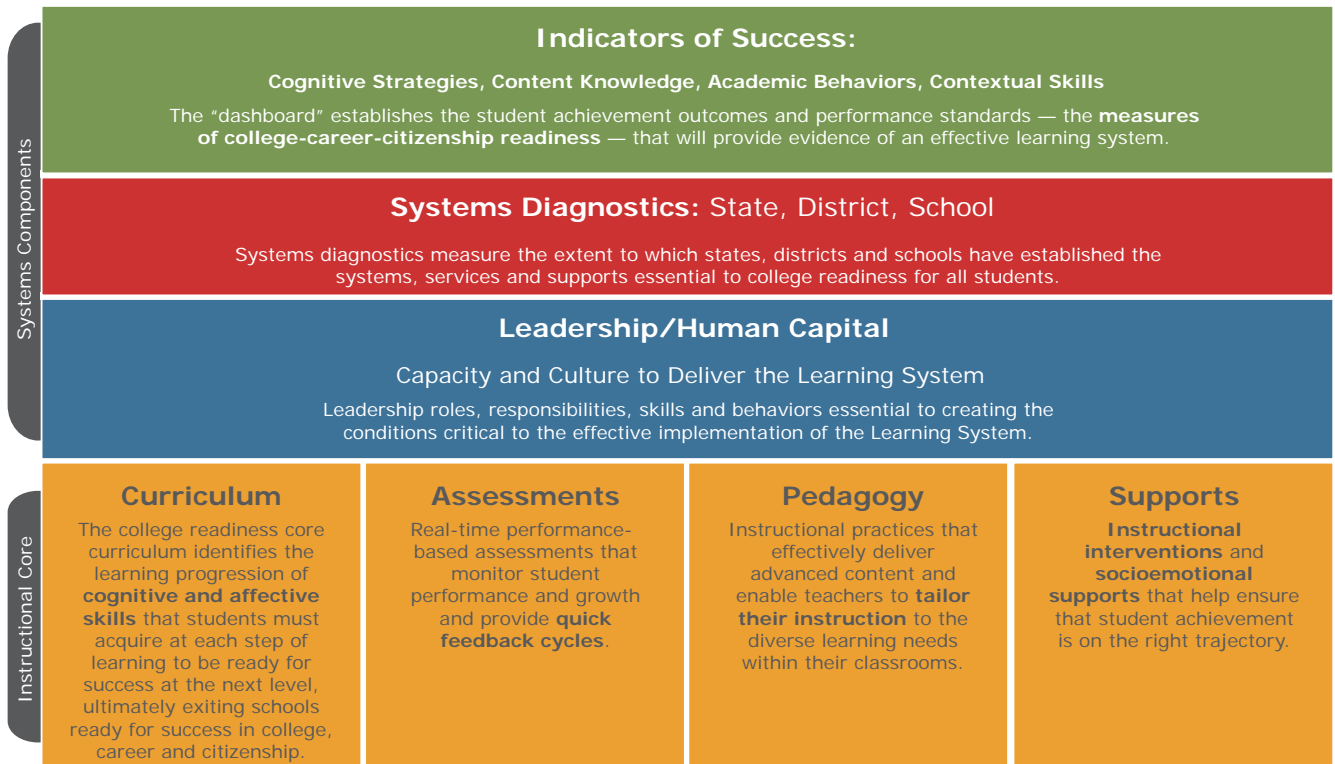 Systems Components
Indicators of Success:
Cognitive Strategies, Content Knowledge, Academic Behaviors, Contextual Skills
The “dashboard” establishes the student achievement outcomes and performance standards — the measures
of college-career-citizenship readiness — that will provide evidence of an effective learning system.
Systems Diagnostics: State, District, School
Systems diagnostics measure the extent to which states, districts and schools have established the
systems, services and supports essential to college readiness for all students.
Leadership/Human Capital
Capacity and Culture to Deliver the Learning System
Leadership roles, responsibilities, skills and behaviors essential to creating the
conditions critical to the effective implementation of the Learning System.
Instructional Core
Curriculum
The college readiness core
curriculum identifies the
learning progression of
cognitive and affective
skills that students must
acquire at each step of
learning to be ready for
success at the next level,
ultimately exiting schools
ready for success in college,
career and citizenship.
Assessments
Real-time performance-
based assessments that
monitor student
performance and growth
and provide quick
feedback cycles.
Pedagogy
Instructional practices that
effectively deliver
advanced content and
enable teachers to tailor
their instruction to the
diverse learning needs
within their classrooms.
Supports
Instructional
interventions and
socioemotional
supports that help ensure
that student achievement
is on the right trajectory.